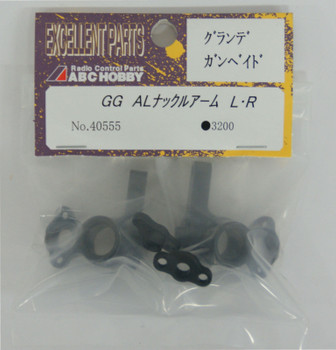 EXCELLENT PARTS
Radio Control Parts
ABC HOBBY
グランデ
ガンベイド
GG ALナックルアーム L・R
No.40555 ●3200